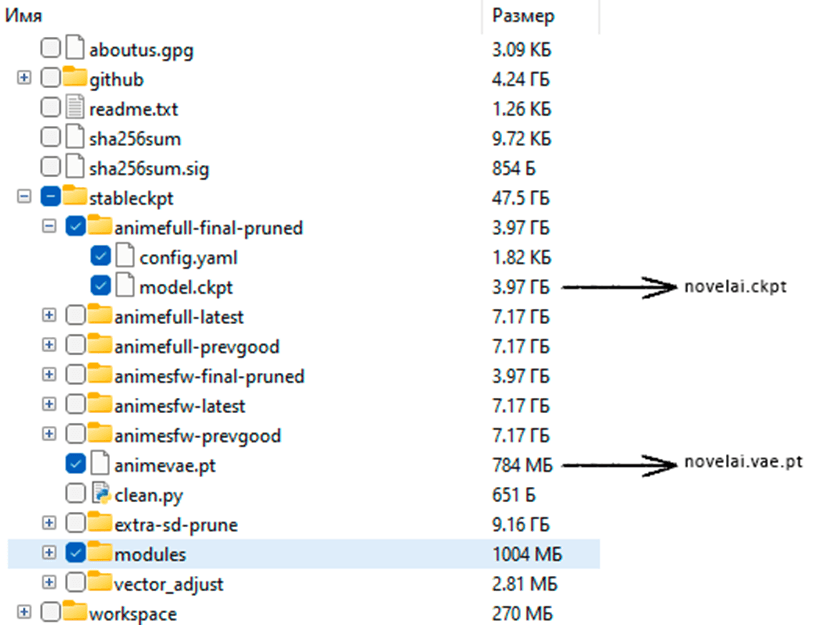 Имя Размер
aboutus.gpg 3.09 КБ
github 4.24 ГБ
readme.txt 1.26 КБ
sha256sum 9.72 КБ
sha256sum.sig 854 Б
stableckpt 47.5 ГБ
animefull-final-pruned 3.97 ГБ
config.yaml 1.82 КБ
model.ckpt 3.97 ГБ novelai.ckpt
animefull-latest 7.17 ГБ
animefull-prevgood 7.17 ГБ
animesfw-final-pruned 3.97 ГБ
animesfw-latest 7.17 ГБ
animesfw-prevgood 7.17 ГБ
animevae.pt 784 МБ novelai.vae.pt
clean.py 651 Б
extra-sd-prune 9.16 ГБ
modules 1004 МБ
vector_adjust 2.81 МБ
workspace 270 МБ